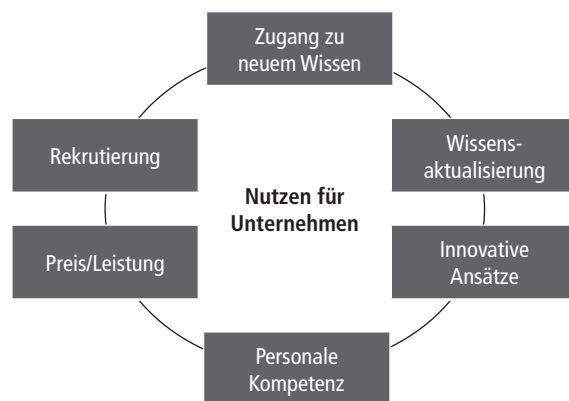 Zugang zu
neuem Wissen
Rekrutierung
Wissens-
aktualisierung
Nutzen für
Unternehmen
Preis/Leistung
Innovative
Ansätze
Personale
Kompetenz